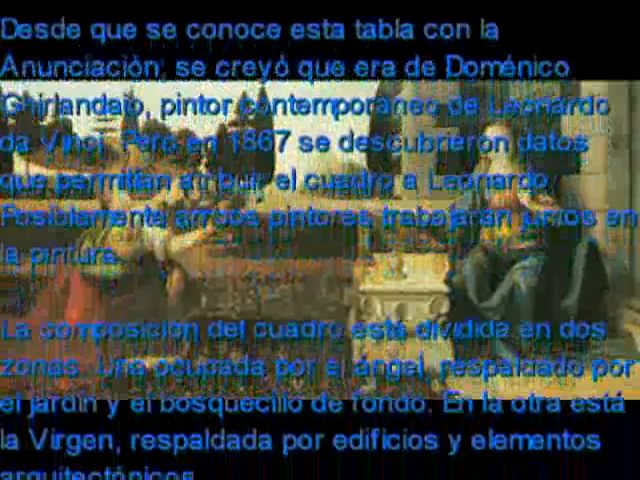 Desde que se conoce esta tabla con la
Anunciación, se creyó que era de Doménico
Ghirlandaio, pintor contemporáneo de Leonardo
da Vinci. Pero en 1867 se descubrieron datos
que permitían atribuir el cuadro a Leonardo.
Posiblemente ambos pintores trabajaran juntos en
la pintura.
La composición del cuadro está dividida en dos
zonas. Una ocupada por el ángel, respaldado por
el jardín y el bosquecillo de fondo. En la otra está
la Virgen, respaldada por edificios y elementos
arquitectónicos